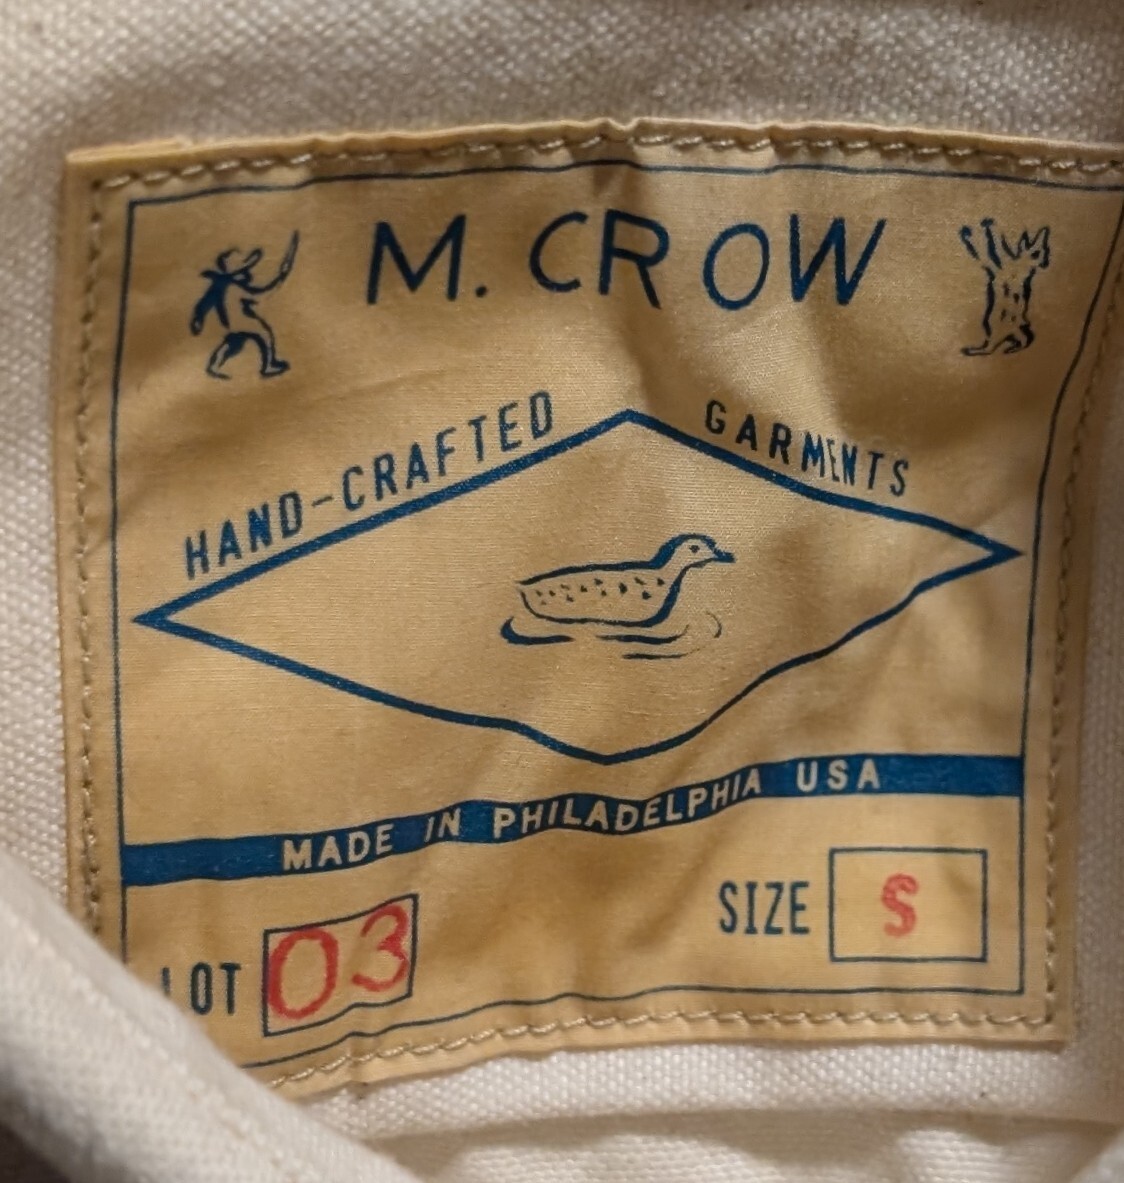 M. CROW
HAND-CRAFTED GARMENTS
MADE IN PHILADELPHIA USA
LOT 03
SIZE S